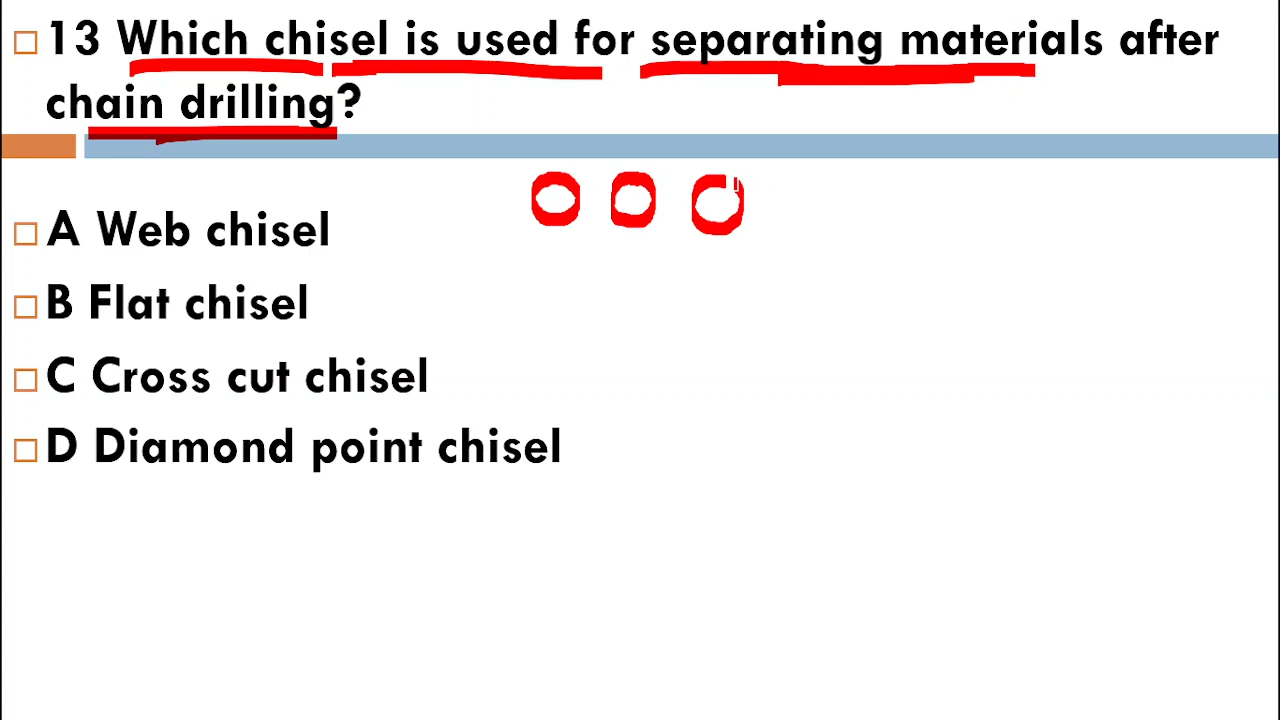 13 Which chisel is used for separating materials after
chain drilling?
A Web chisel
B Flat chisel
C Cross cut chisel
D Diamond point chisel